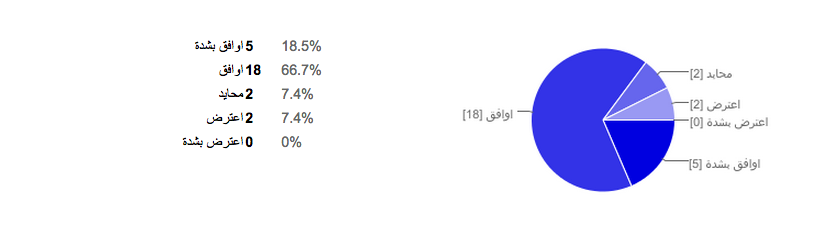 اوافق بشدة 5 18.5%
اوافق 18 66.7%
محايد 2 7.4%
اعترض 2 7.4%
اعترض بشدة 0 0%
محايد [2]
اعترض [2]
اوافق [18]
اعترض بشدة [0]
اوافق بشدة [5]